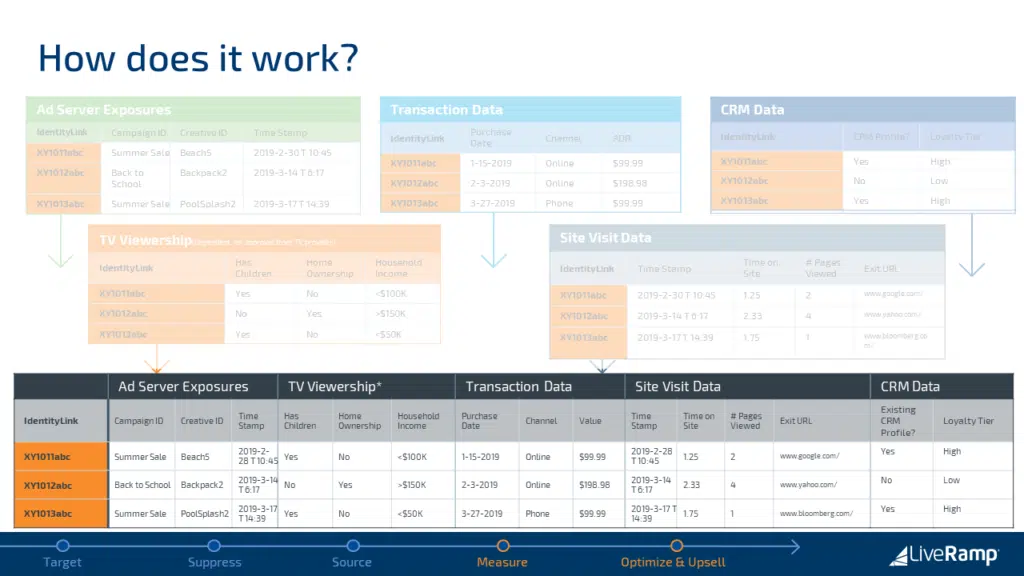 How does it work?
Ad Server Exposures
IdentityLink Campaign ID Creative ID Time Stamp
XY1011abc Summer Sale Beach5 2019-2-30 T 10:45
XY1012abc Back to School Backpack2 2019-3-14 T 6:17
XY1013abc Summer Sale PoolSplash2 2019-3-17 T 14:39
Transaction Data
IdentityLink Purchase Date Channel
XY1011abc 1-15-2019 Online $99.99
XY1012abc 2-3-2019 Online $198.98
XY1013abc 3-27-2019 Phone $99.99
CRM Data
IdentityLink CRM Profile? Loyalty Tier
XY1011abc Yes High
XY1012abc No Low
XY1013abc Yes High
TV Viewership
IdentityLink Has Children Home Ownership Household Income
XY1011abc Yes No <$100K
XY1012abc No Yes >$150K
XY1013abc Yes No <$50K
Site Visit Data
IdentityLink Time Stamp Time on Site # Pages Viewed Exit URL
XY1011abc 2019-2-30 T 10:45 1.25 2 www.google.com/
XY1012abc 2019-3-14 T 6:17 2.33 4 www.yahoo.com/
XY1013abc 2019-3-17 T 14:39 1.75 1
Ad Server Exposures TV Viewership* Transaction Data Site Visit Data CRM Data
IdentityLink Campaign ID Creative ID Time Stamp Has Children Home Ownership Household Income Purchase Date Channel Value Time Stamp Time on Site # Pages Viewed Exit URL Existing CRM Profile? Loyalty Tier
XY1011abc Summer Sale Beach5 2019-2-28 T 10:45 Yes No <$100K 1-15-2019 Online $99.99 2019-2-28 T 10:45 1.25 2 www.google.com/ Yes High
XY1012abc Back to School Backpack2 2019-3-14 T 6:17 No Yes >$150K 2-3-2019 Online $198.98 2019-3-14 T 6:17 2.33 4 www.yahoo.com/ No Low
XY1013abc Summer Sale PoolSplash2 2019-3-17 T 14:39 Yes No <$50K 3-27-2019 Phone $99.99 2019-3-17 T 14:39 1.75 1 www.bloomberg.com/ Yes High
Target Suppress Source Measure Optimize & Upsell
LiveRamp